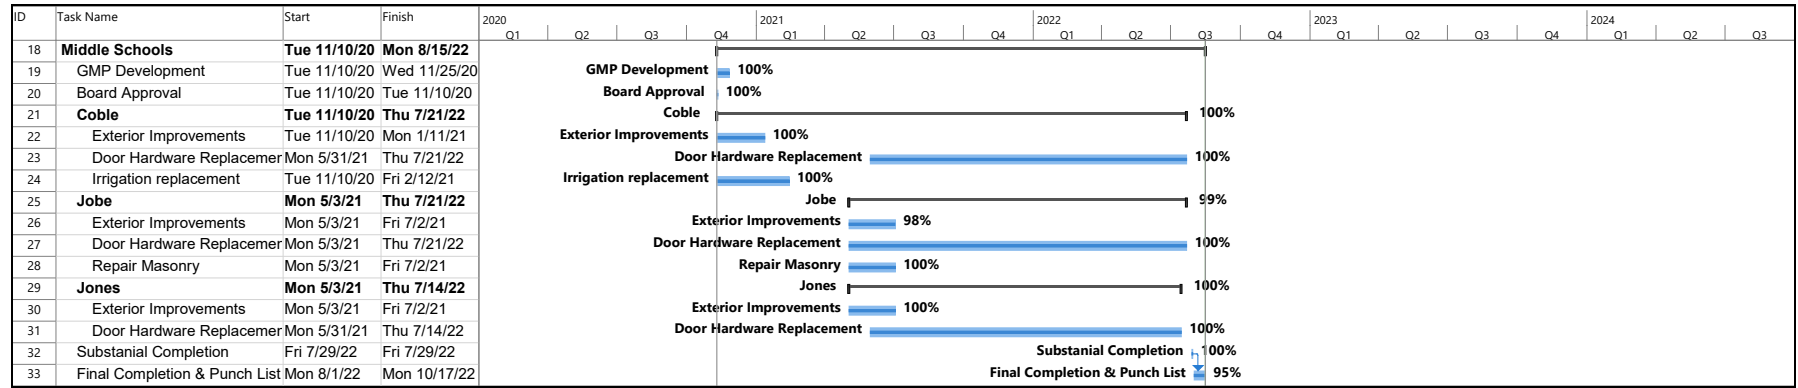 ID Task Name Start Finish 2020 2021 2022 2023 2024
Q1 Q2 Q3 Q4 Q1 Q2 Q3 Q4 Q1 Q2 Q3 Q4 Q1 Q2 Q3 Q4 Q1 Q2 Q3
18 Middle Schools Tue 11/10/20 Mon 8/15/22
19 GMP Development Tue 11/10/20 Wed 11/25/20 GMP Development 100%
20 Board Approval Tue 11/10/20 Tue 11/10/20 Board Approval 100%
21 Coble Tue 11/10/20 Thu 7/21/22 Coble 100%
22 Exterior Improvements Tue 11/10/20 Mon 1/11/21 Exterior Improvements 100%
23 Door Hardware Replacemer Mon 5/31/21 Thu 7/21/22 Door Hardware Replacement 100%
24 Irrigation replacement Tue 11/10/20 Fri 2/12/21 Irrigation replacement 100%
25 Jobe Mon 5/3/21 Thu 7/21/22 Jobe 99%
26 Exterior Improvements Mon 5/3/21 Fri 7/2/21 Exterior Improvements 98%
27 Door Hardware Replacemer Mon 5/3/21 Thu 7/21/22 Door Hardware Replacement 100%
28 Repair Masonry Mon 5/3/21 Fri 7/2/21 Repair Masonry 100%
29 Jones Mon 5/3/21 Thu 7/14/22 Jones 100%
30 Exterior Improvements Mon 5/3/21 Fri 7/2/21 Exterior Improvements 100%
31 Door Hardware Replacemer Mon 5/31/21 Thu 7/14/22 Door Hardware Replacement 100%
32 Substanial Completion Fri 7/29/22 Fri 7/29/22 Substanial Completion 100%
33 Final Completion & Punch List Mon 8/1/22 Mon 10/17/22 Final Completion & Punch List 95%